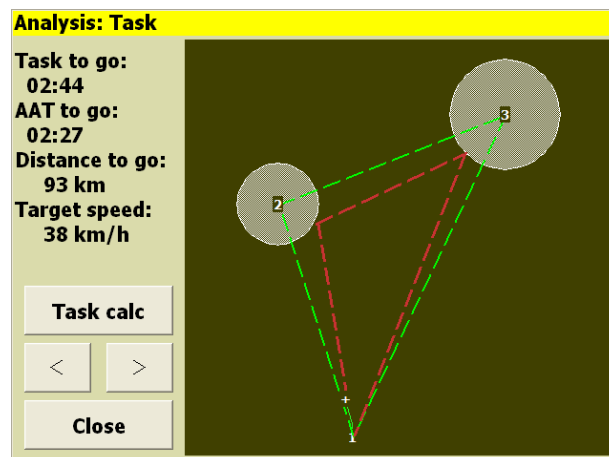 Analysis: Task
Task to go:
02:44
AAT to go:
02:27
Distance to go:
93 km
Target speed:
38 km/h
Task calc
< >
Close
3
2
+
1